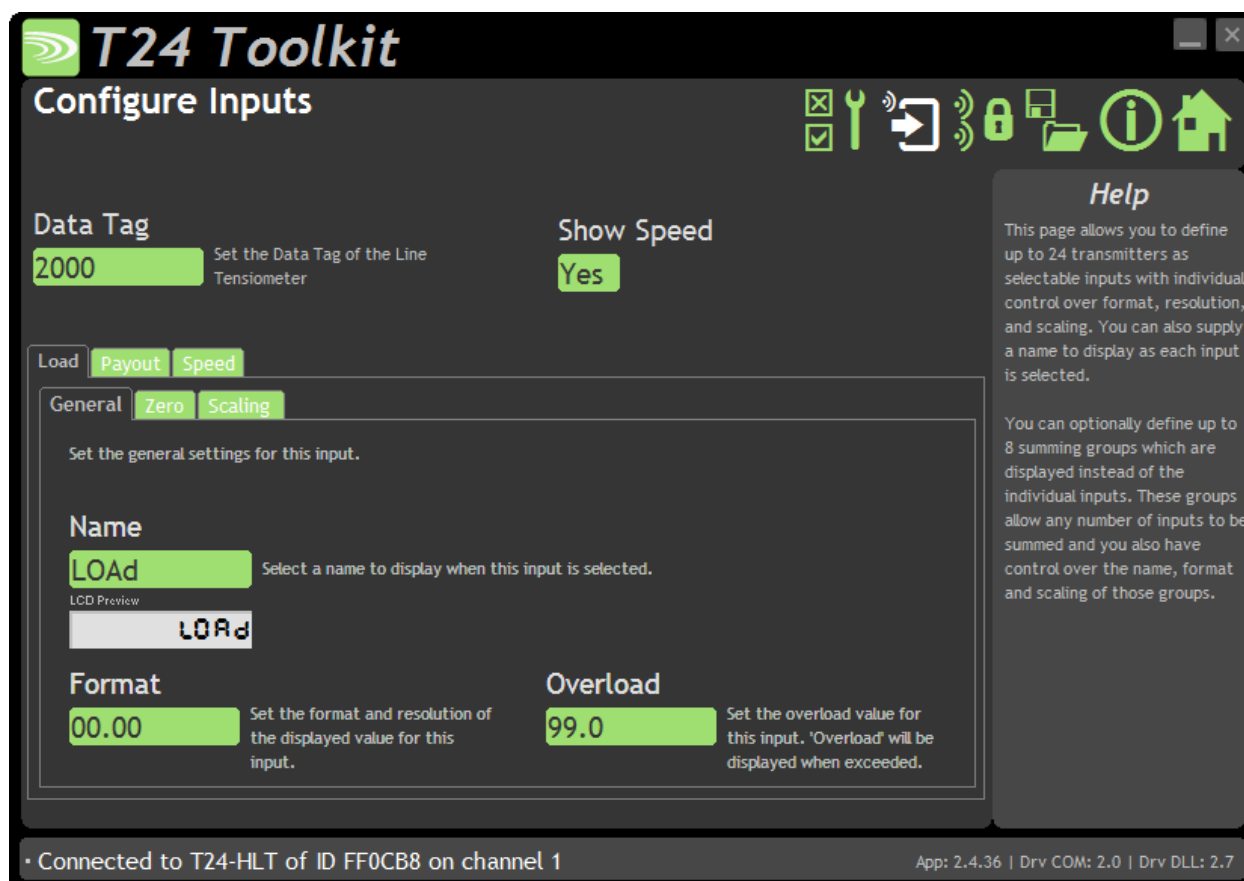 T24 Toolkit
Configure Inputs
Data Tag
2000
Set the Data Tag of the Line
Tensiometer
Show Speed
Yes
Load
Payout
Speed
General
Zero
Scaling
Set the general settings for this input.
Name
LOAd
Select a name to display when this input is selected.
LCD Preview
LOAd
Format
00.00
Set the format and resolution of
the displayed value for this
input.
Overload
99.0
Set the overload value for
this input. 'Overload' will be
displayed when exceeded.
Help
This page allows you to define
up to 24 transmitters as
selectable inputs with individual
control over format, resolution,
and scaling. You can also supply
a name to display as each input
is selected.
You can optionally define up to
8 summing groups which are
displayed instead of the
individual inputs. These groups
allow any number of inputs to be
summed and you also have
control over the name, format
and scaling of those groups.
Connected to T24-HLT of ID FF0CB8 on channel 1
App: 2.4.36 | Drv COM: 2.0 | Drv DLL: 2.7